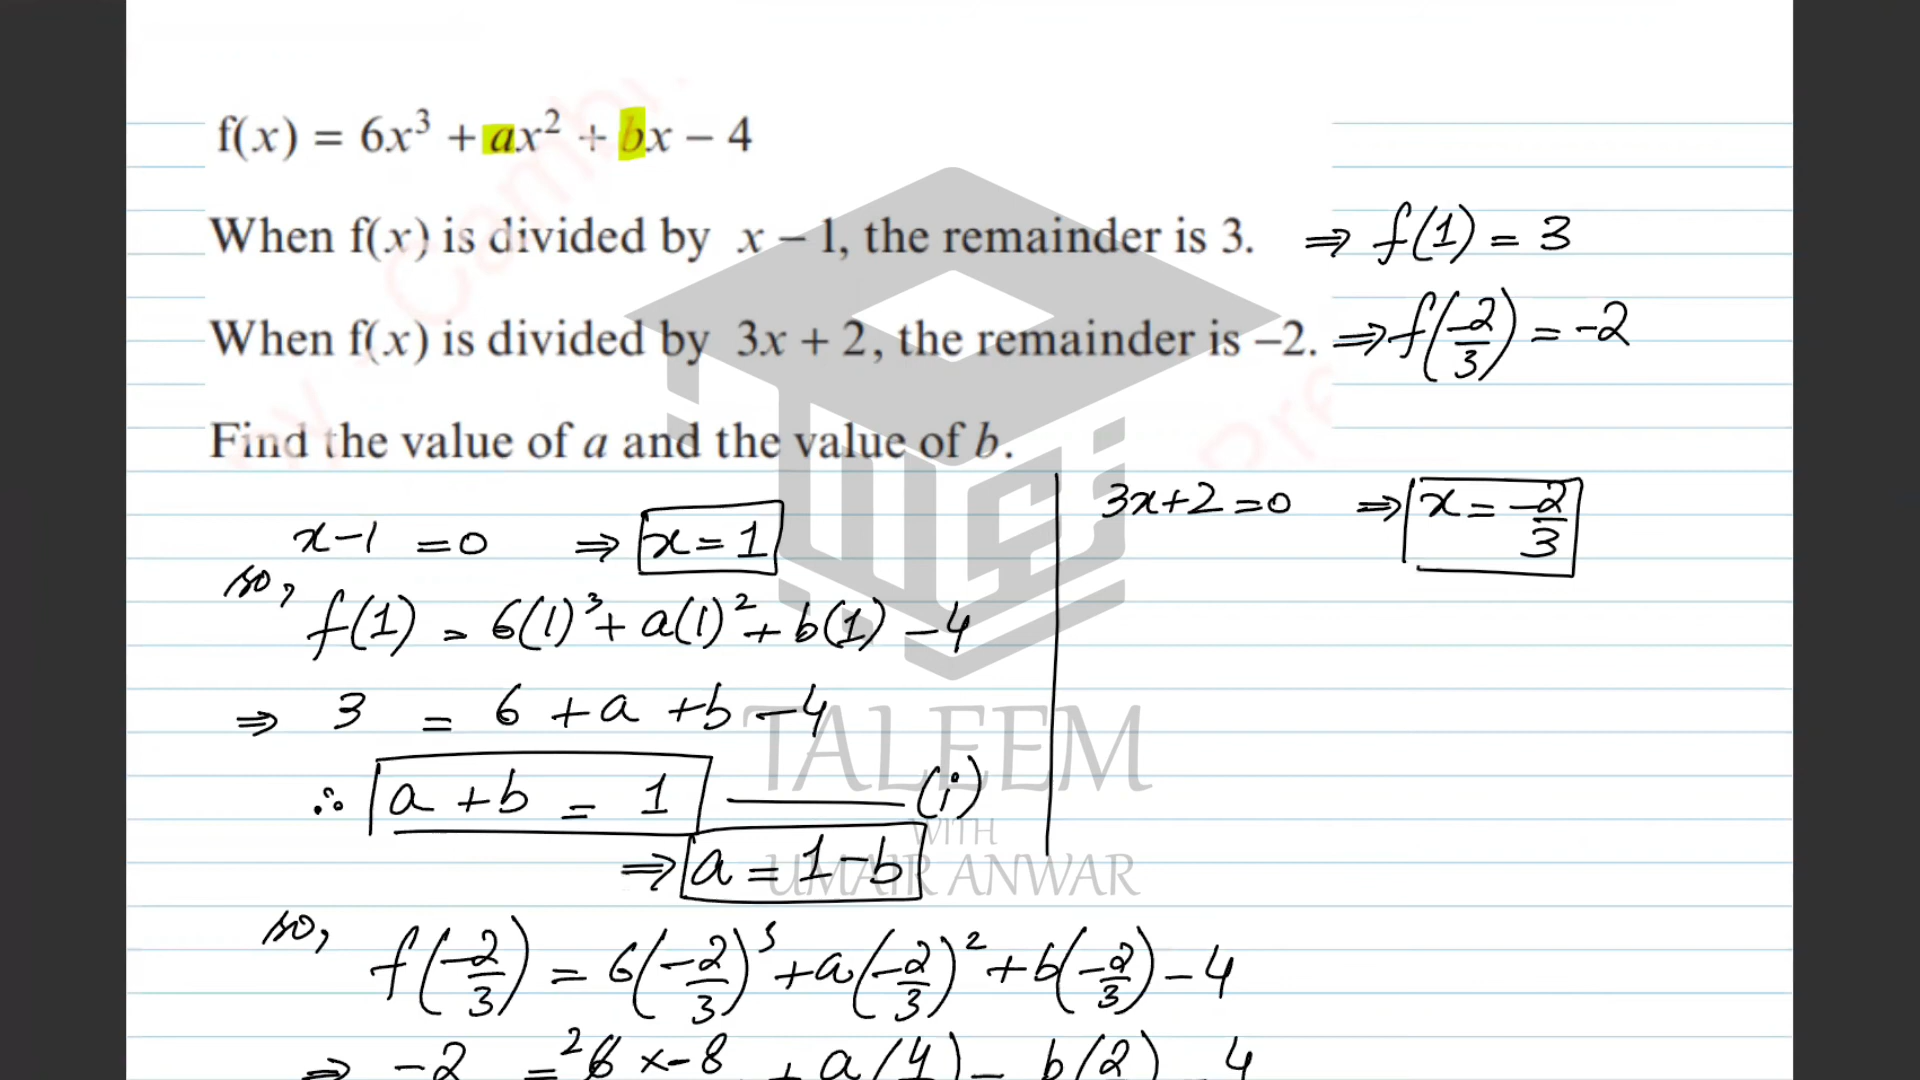 f(x) = 6x³ + ax² + bx − 4
When f(x) is divided by x − 1, the remainder is 3. ⇒ f(1) = 3
When f(x) is divided by 3x + 2, the remainder is −2. ⇒ f(-2/3) = -2
Find the value of a and the value of b.
3x+2 = 0 ⇒ x = -2/3
x-1 = 0 ⇒ x = 1
so,
f(1) = 6(1)³ + a(1)² + b(1) - 4
⇒ 3 = 6 + a + b - 4
∴ a + b = 1 (i)
⇒ a = 1-b
so,
f(-2/3) = 6(-2/3)³ + a(-2/3)² + b(-2/3) - 4
TALEEM
WITH
UMAIR ANWAR